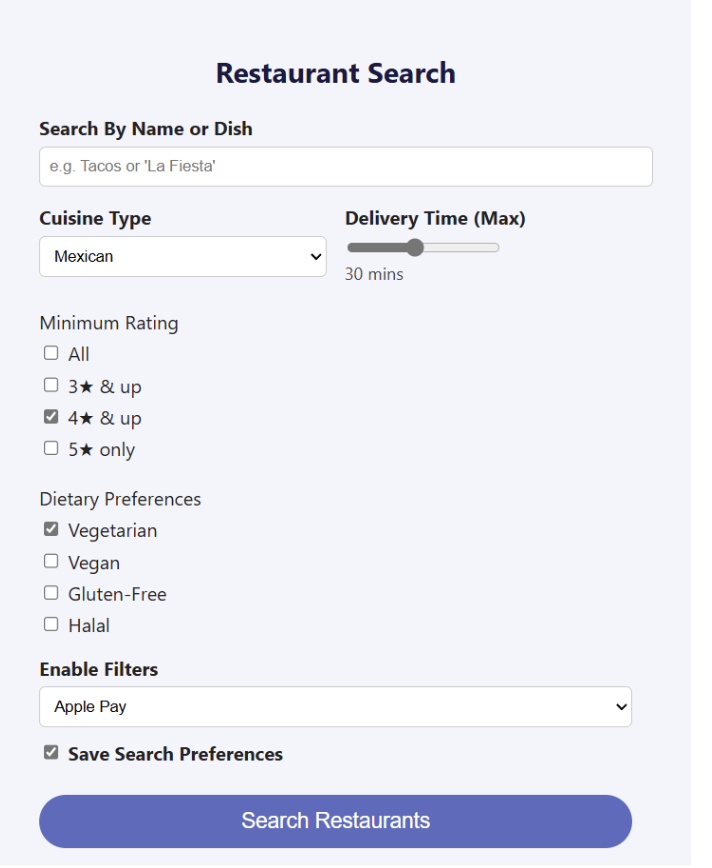 Restaurant Search
Search By Name or Dish
e.g. Tacos or 'La Fiesta'
Cuisine Type
Mexican
Delivery Time (Max)
30 mins
Minimum Rating
All
3★ & up
4★ & up
5★ only
Dietary Preferences
Vegetarian
Vegan
Gluten-Free
Halal
Enable Filters
Apple Pay
Save Search Preferences
Search Restaurants